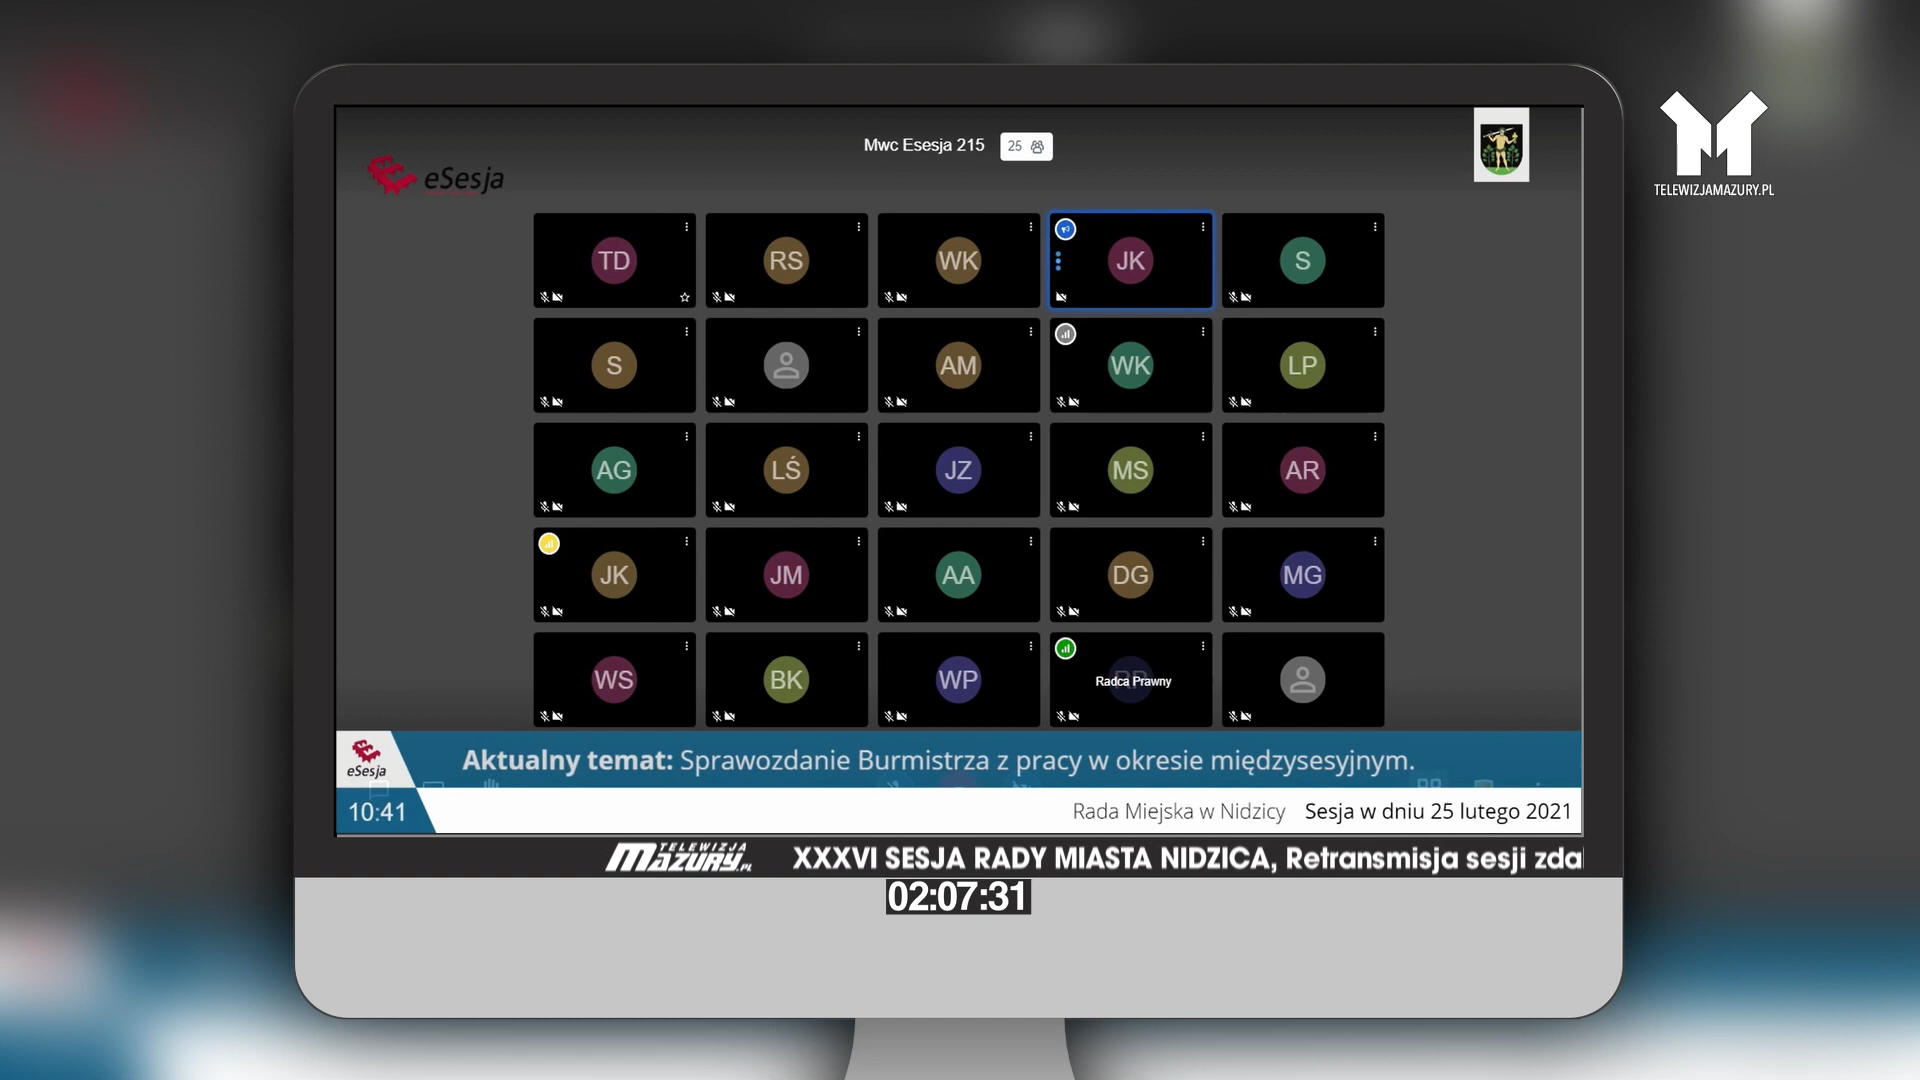 Mwc Esesja 215 25
eSesja
TELEWIZJAMAZURY.PL
TD RS WK JK S
S AM WK LP
AG LŚ JZ MS AR
JK JM AA DG MG
WS BK WP Radca Prawny
eSesja
Aktualny temat: Sprawozdanie Burmistrza z pracy w okresie międzysesyjnym.
10:41 Rada Miejska w Nidzicy Sesja w dniu 25 lutego 2021
TELEWIZJA MAZURY.PL XXXVI SESJA RADY MIASTA NIDZICA, Retransmisja sesji zda
02:07:31